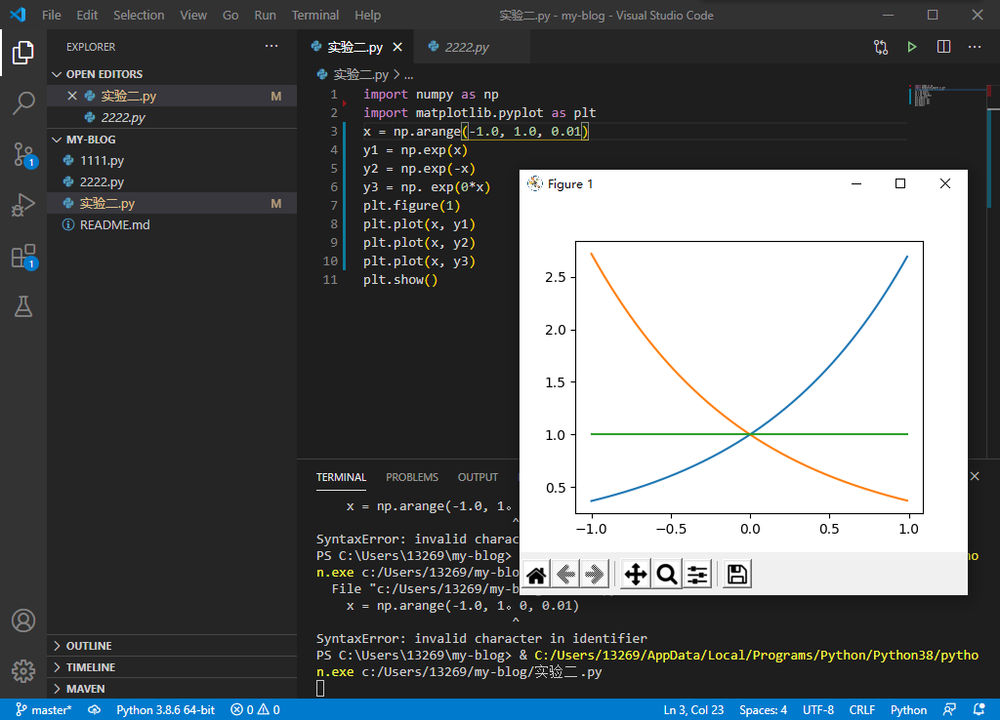 File Edit Selection View Go Run Terminal Help 实验二.py - my-blog - Visual Studio Code
EXPLORER
OPEN EDITORS
实验二.py M
2222.py
MY-BLOG
1111.py
2222.py
实验二.py M
README.md
OUTLINE
TIMELINE
MAVEN
1
1
实验二.py 2222.py
实验二.py > ...
1 import numpy as np
2 import matplotlib.pyplot as plt
3 x = np.arange(-1.0, 1.0, 0.01)
4 y1 = np.exp(x)
5 y2 = np.exp(-x)
6 y3 = np. exp(0*x)
7 plt.figure(1)
8 plt.plot(x, y1)
9 plt.plot(x, y2)
10 plt.plot(x, y3)
11 plt.show()
Figure 1
2.5
2.0
1.5
1.0
0.5
−1.0 −0.5 0.0 0.5 1.0
TERMINAL PROBLEMS OUTPUT
x = np.arange(-1.0, 1。
^
SyntaxError: invalid charac
PS C:\Users\13269\my-blog> ho
n.exe c:/Users/13269/my-blo
File "c:/Users/13269/my-b
x = np.arange(-1.0, 1。0, 0.01)
^
SyntaxError: invalid character in identifier
PS C:\Users\13269\my-blog> & C:/Users/13269/AppData/Local/Programs/Python/Python38/pytho
n.exe c:/Users/13269/my-blog/实验二.py
master* Python 3.8.6 64-bit 0 0 Ln 3, Col 23 Spaces: 4 UTF-8 CRLF Python